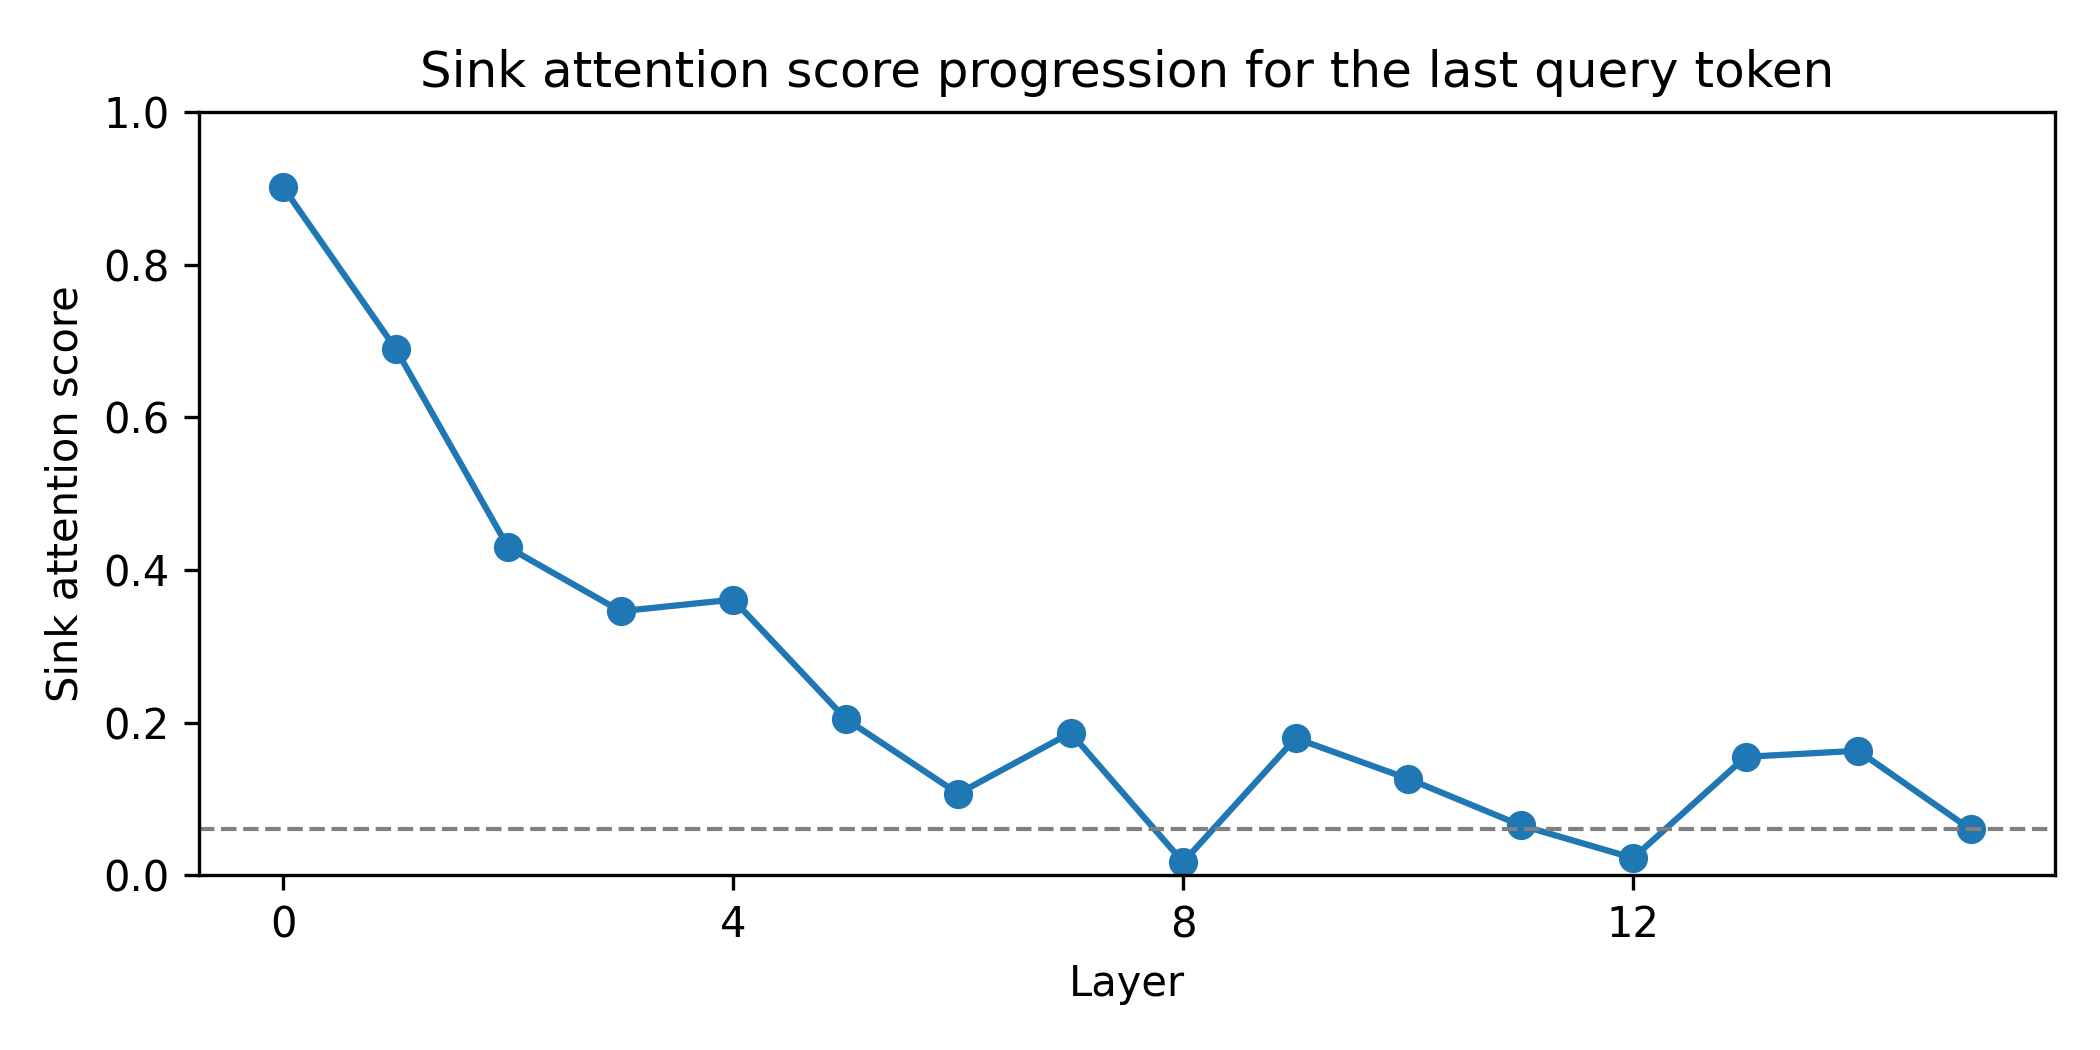 Sink attention score progression for the last query token
1.0
0.8
0.6
0.4
0.2
0.0
Sink attention score
0 4 8 12
Layer